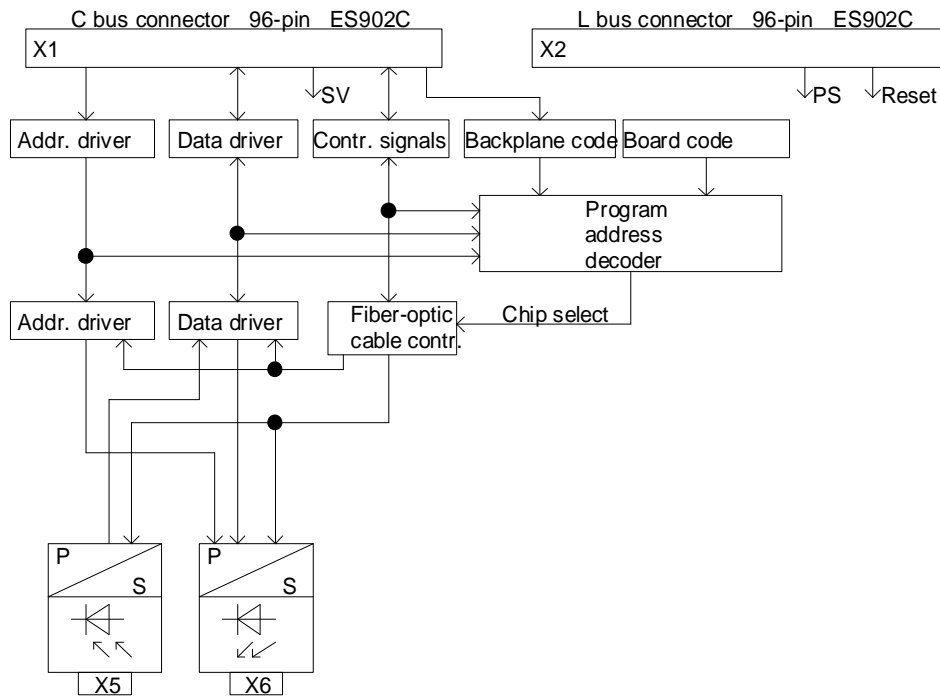 C bus connector 96-pin ES902C
L bus connector 96-pin ES902C
X1
X2
SV
PS
Reset
Addr. driver
Data driver
Contr. signals
Backplane code
Board code
Program
address
decoder
Addr. driver
Data driver
Fiber-optic
cable contr.
Chip select
P
S
P
S
X5
X6